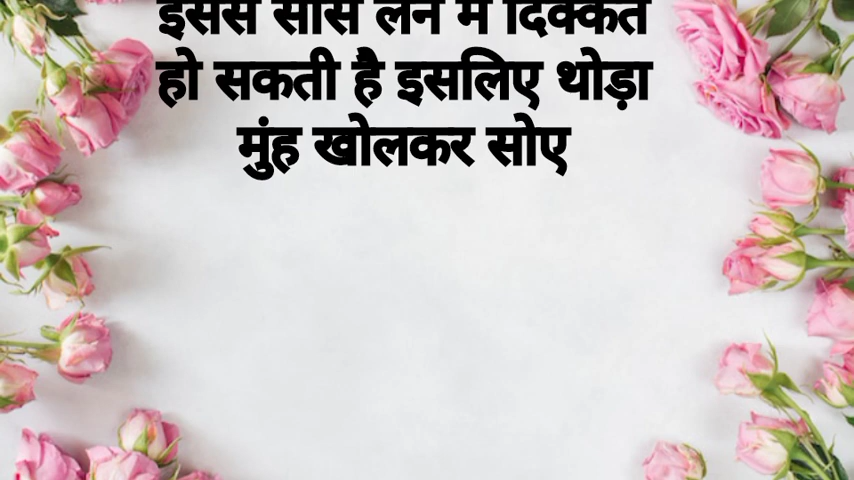 इससे सांस लेने में दिक्कत
हो सकती है इसलिए थोड़ा
मुंह खोलकर सोए